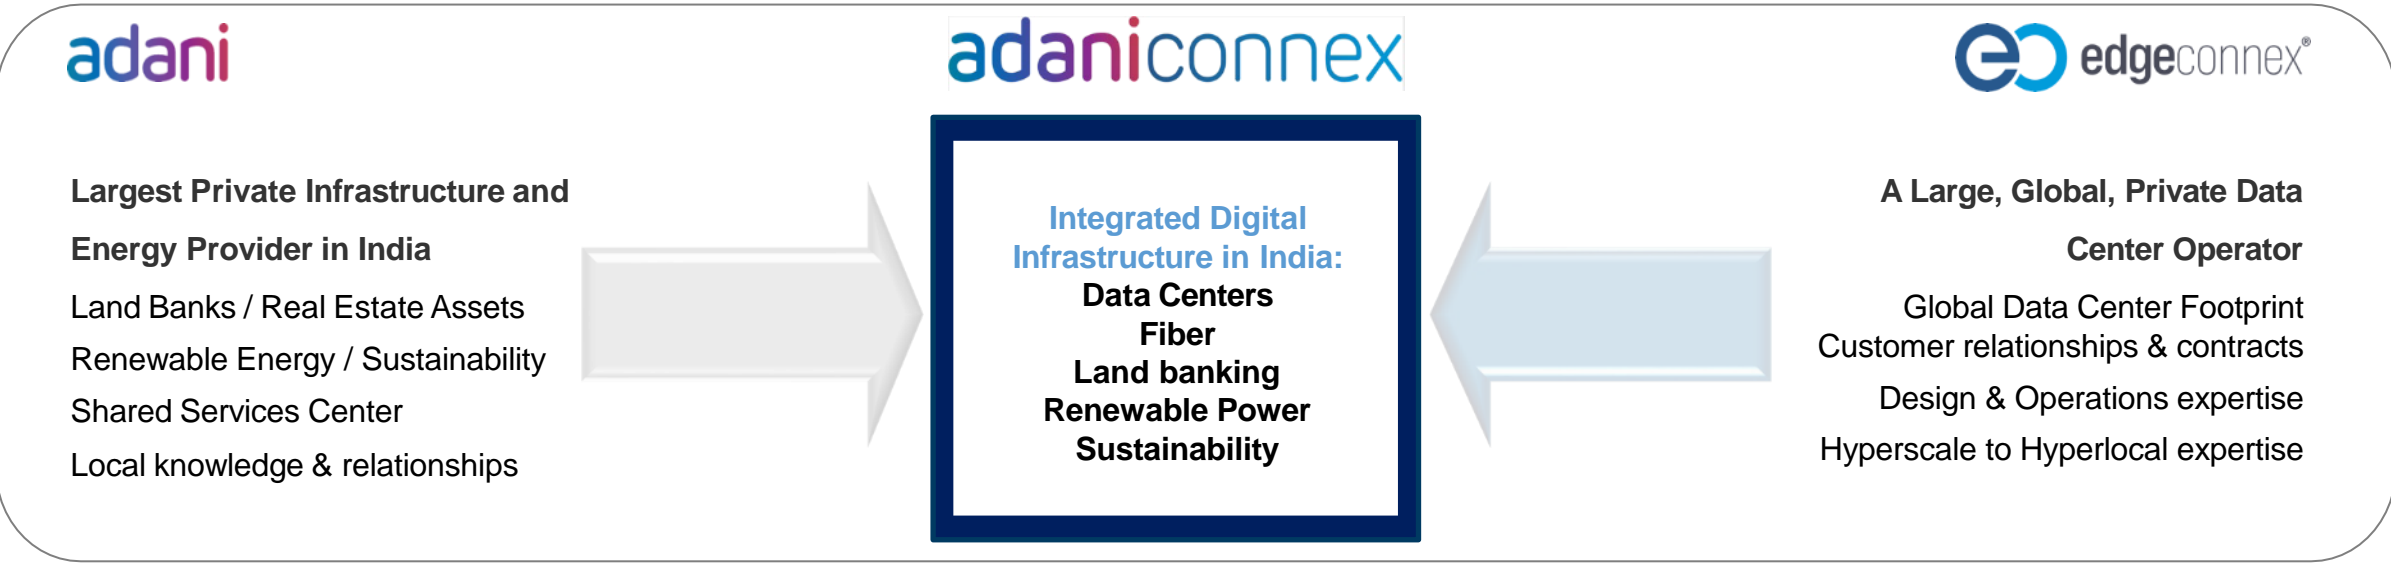 adani
Largest Private Infrastructure and
Energy Provider in India
Land Banks / Real Estate Assets
Renewable Energy / Sustainability
Shared Services Center
Local knowledge & relationships
adaniconnex
Integrated Digital
Infrastructure in India:
Data Centers
Fiber
Land banking
Renewable Power
Sustainability
edgeconnex®
A Large, Global, Private Data
Center Operator
Global Data Center Footprint
Customer relationships & contracts
Design & Operations expertise
Hyperscale to Hyperlocal expertise